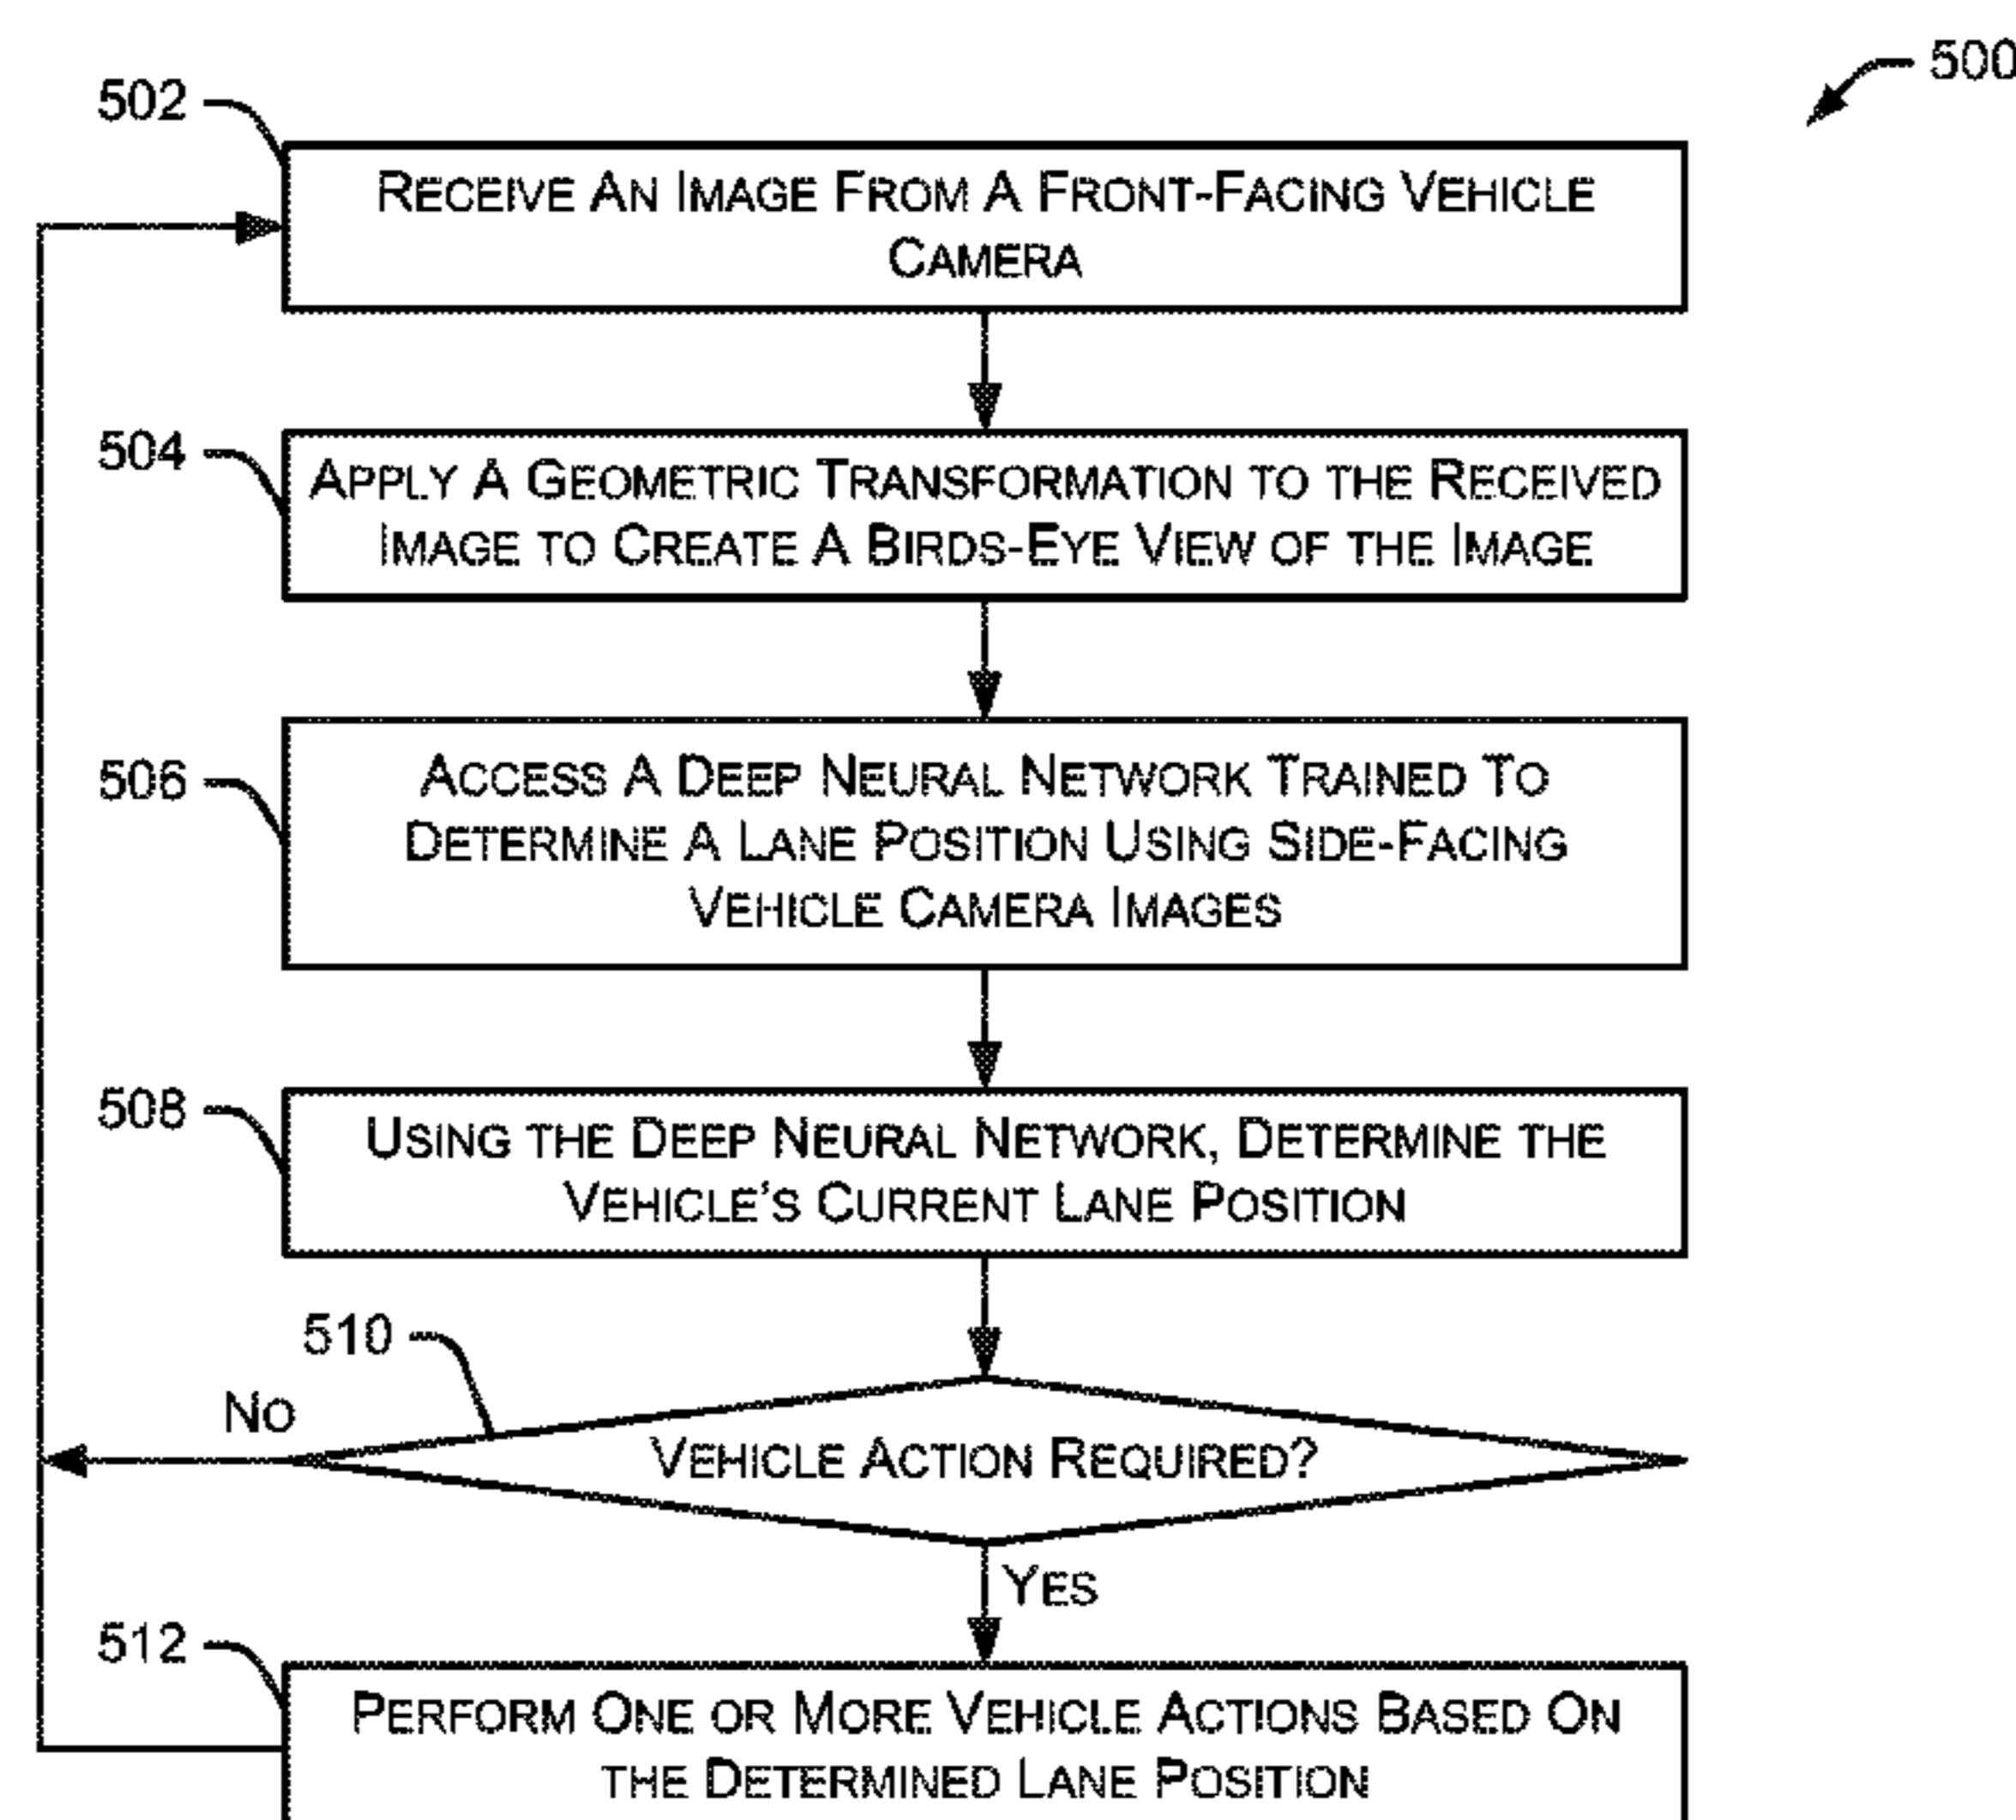 500
502
RECEIVE AN IMAGE FROM A FRONT-FACING VEHICLE
CAMERA
504
APPLY A GEOMETRIC TRANSFORMATION TO THE RECEIVED
IMAGE TO CREATE A BIRDS-EYE VIEW OF THE IMAGE
506
ACCESS A DEEP NEURAL NETWORK TRAINED TO
DETERMINE A LANE POSITION USING SIDE-FACING
VEHICLE CAMERA IMAGES
508
USING THE DEEP NEURAL NETWORK, DETERMINE THE
VEHICLE'S CURRENT LANE POSITION
510
NO
VEHICLE ACTION REQUIRED?
YES
512
PERFORM ONE OR MORE VEHICLE ACTIONS BASED ON
THE DETERMINED LANE POSITION